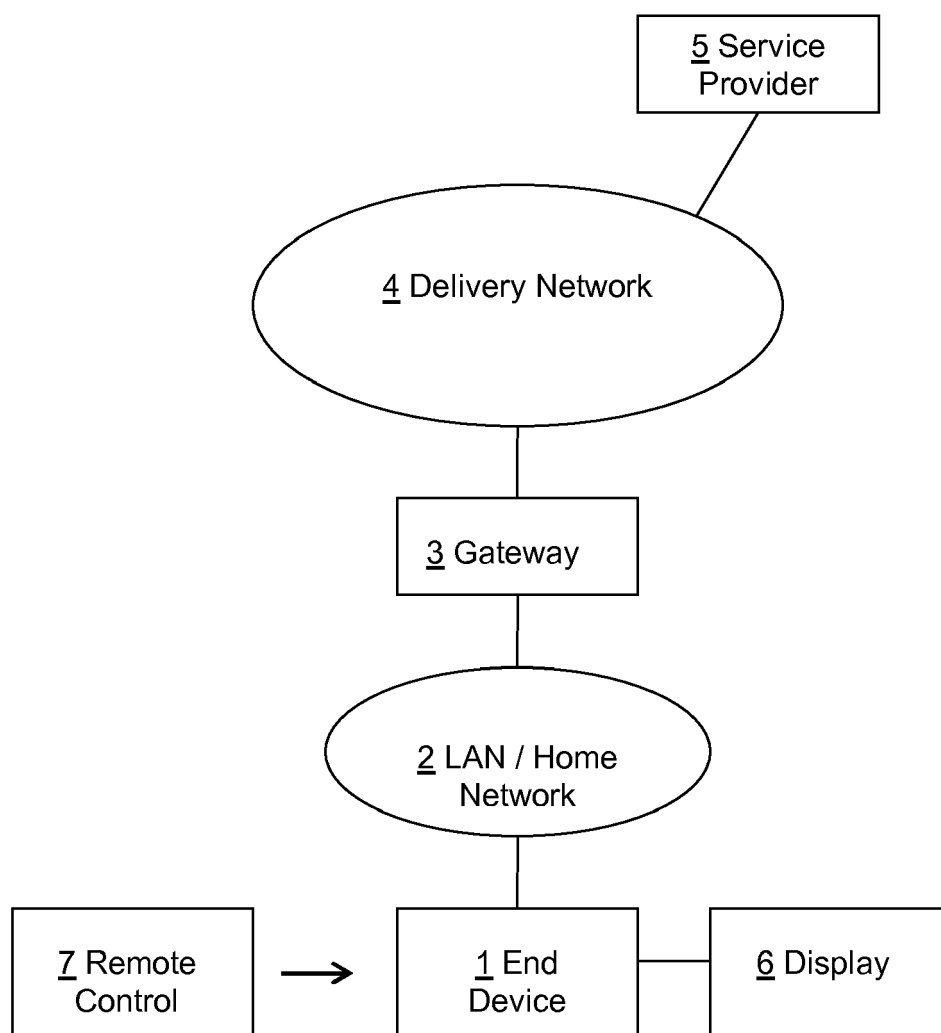 5 Service
Provider
4 Delivery Network
3 Gateway
2 LAN / Home
Network
7 Remote
Control
1 End
Device
6 Display